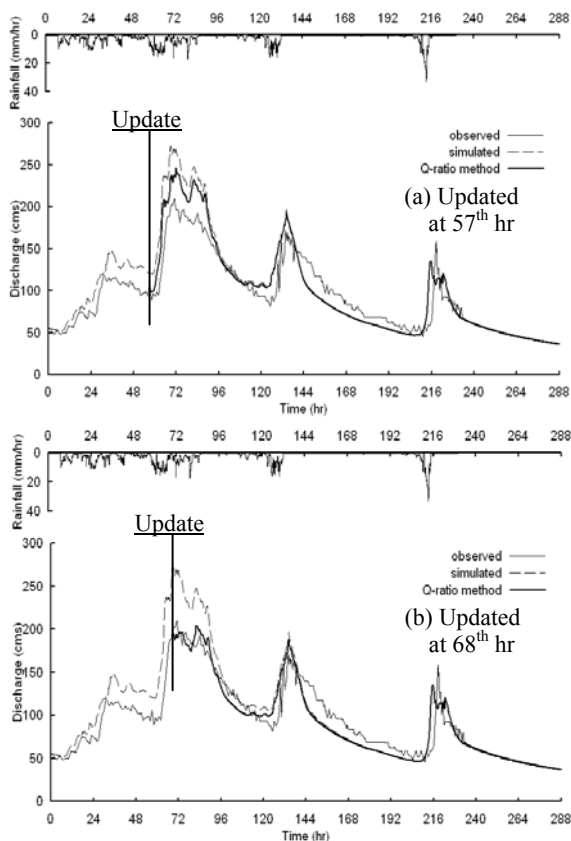 0 24 48 72 96 120 144 168 192 216 240 264 288
Rainfall (mm/hr)
0
20
40
Update
300
250
200
150
100
50
0
Discharge (cms)
observed
simulated
Q-ratio method
(a) Updated
at 57th hr
0 24 48 72 96 120 144 168 192 216 240 264 288
Time (hr)
0 24 48 72 96 120 144 168 192 216 240 264 288
Rainfall (mm/hr)
0
20
40
Update
300
250
200
150
100
50
0
Discharge (cms)
observed
simulated
Q-ratio method
(b) Updated
at 68th hr
0 24 48 72 96 120 144 168 192 216 240 264 288
Time (hr)